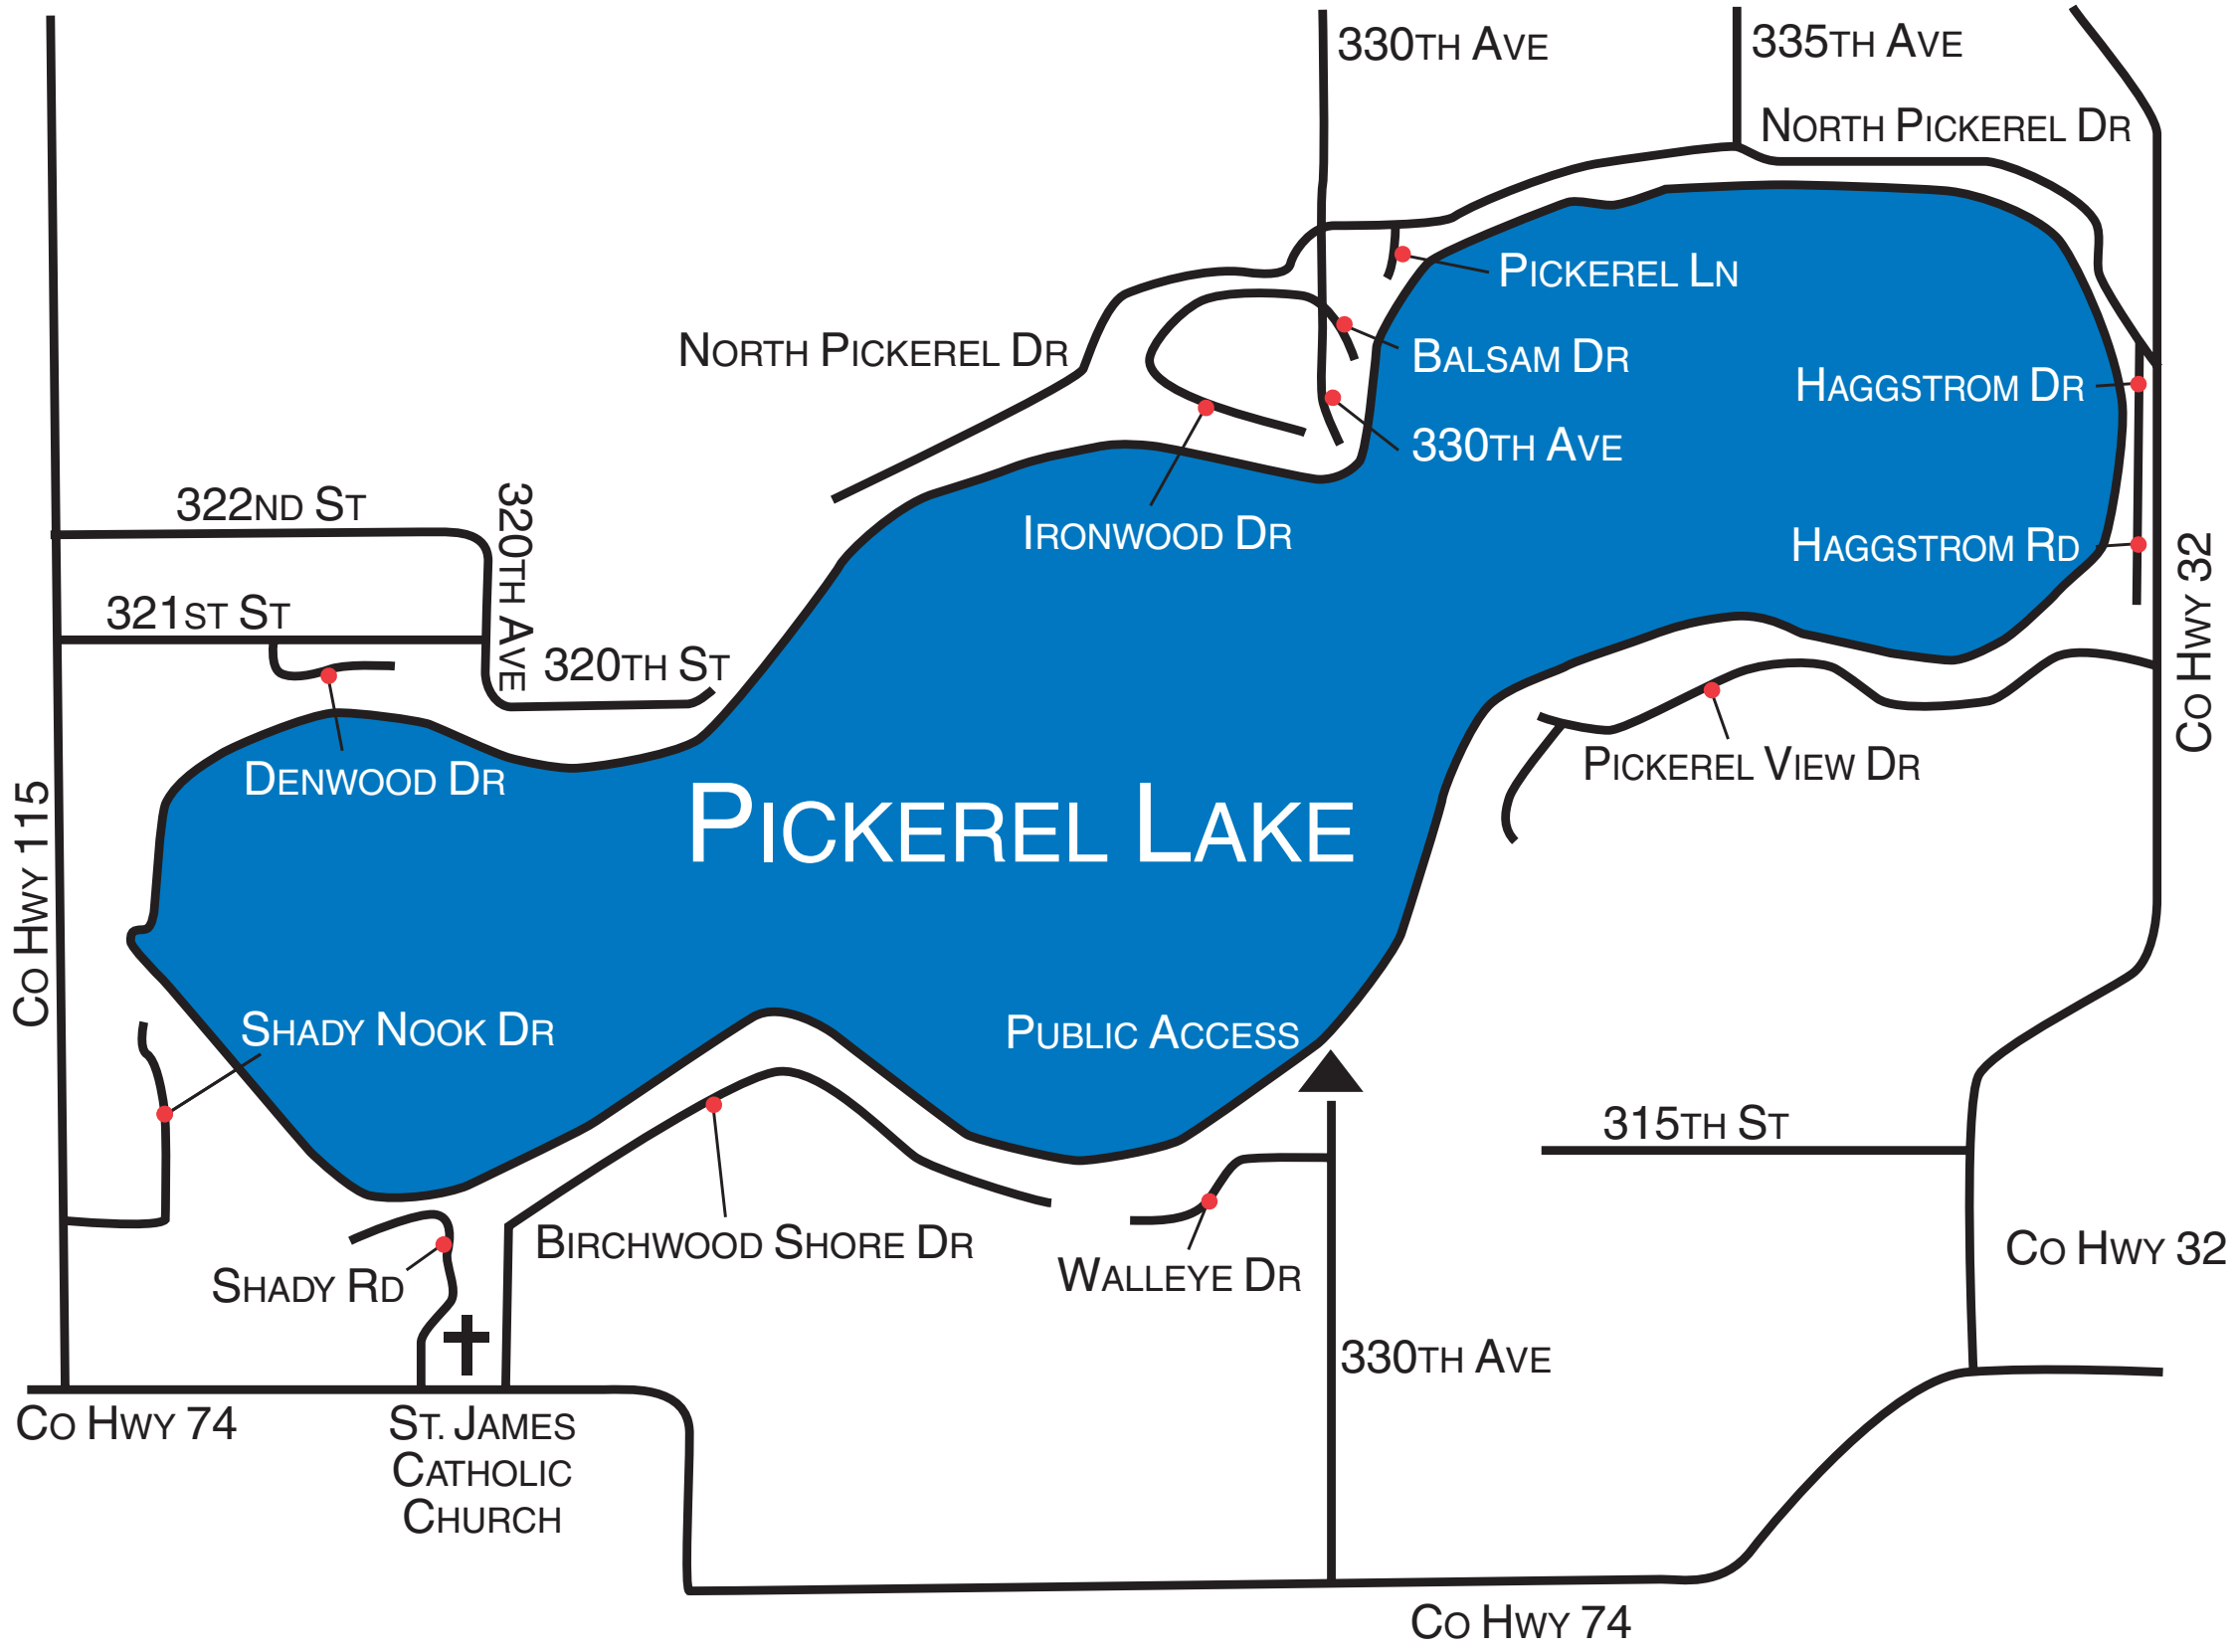 330TH AVE
335TH AVE
NORTH PICKEREL DR
PICKEREL LN
NORTH PICKEREL DR
BALSAM DR
HAGGSTROM DR
330TH AVE
322ND ST
320TH AVE
IRONWOOD DR
HAGGSTROM RD
CO HWY 32
321ST ST
320TH ST
DENWOOD DR
PICKEREL VIEW DR
PICKEREL LAKE
CO HWY 115
SHADY NOOK DR
PUBLIC ACCESS
315TH ST
BIRCHWOOD SHORE DR
CO HWY 32
SHADY RD
WALLEYE DR
330TH AVE
CO HWY 74
ST. JAMES
CATHOLIC
CHURCH
CO HWY 74